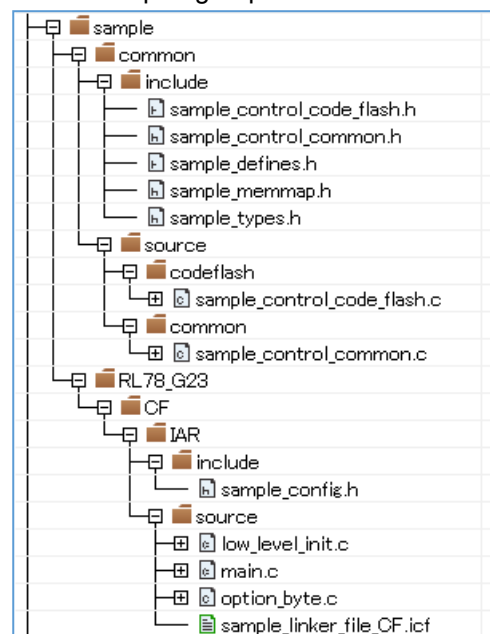 sample
common
include
sample_control_code_flash.h
sample_control_common.h
sample_defines.h
sample_memmap.h
sample_types.h
source
codeflash
sample_control_code_flash.c
common
sample_control_common.c
RL78_G23
CF
IAR
include
sample_config.h
source
low_level_init.c
main.c
option_byte.c
sample_linker_file_CF.icf